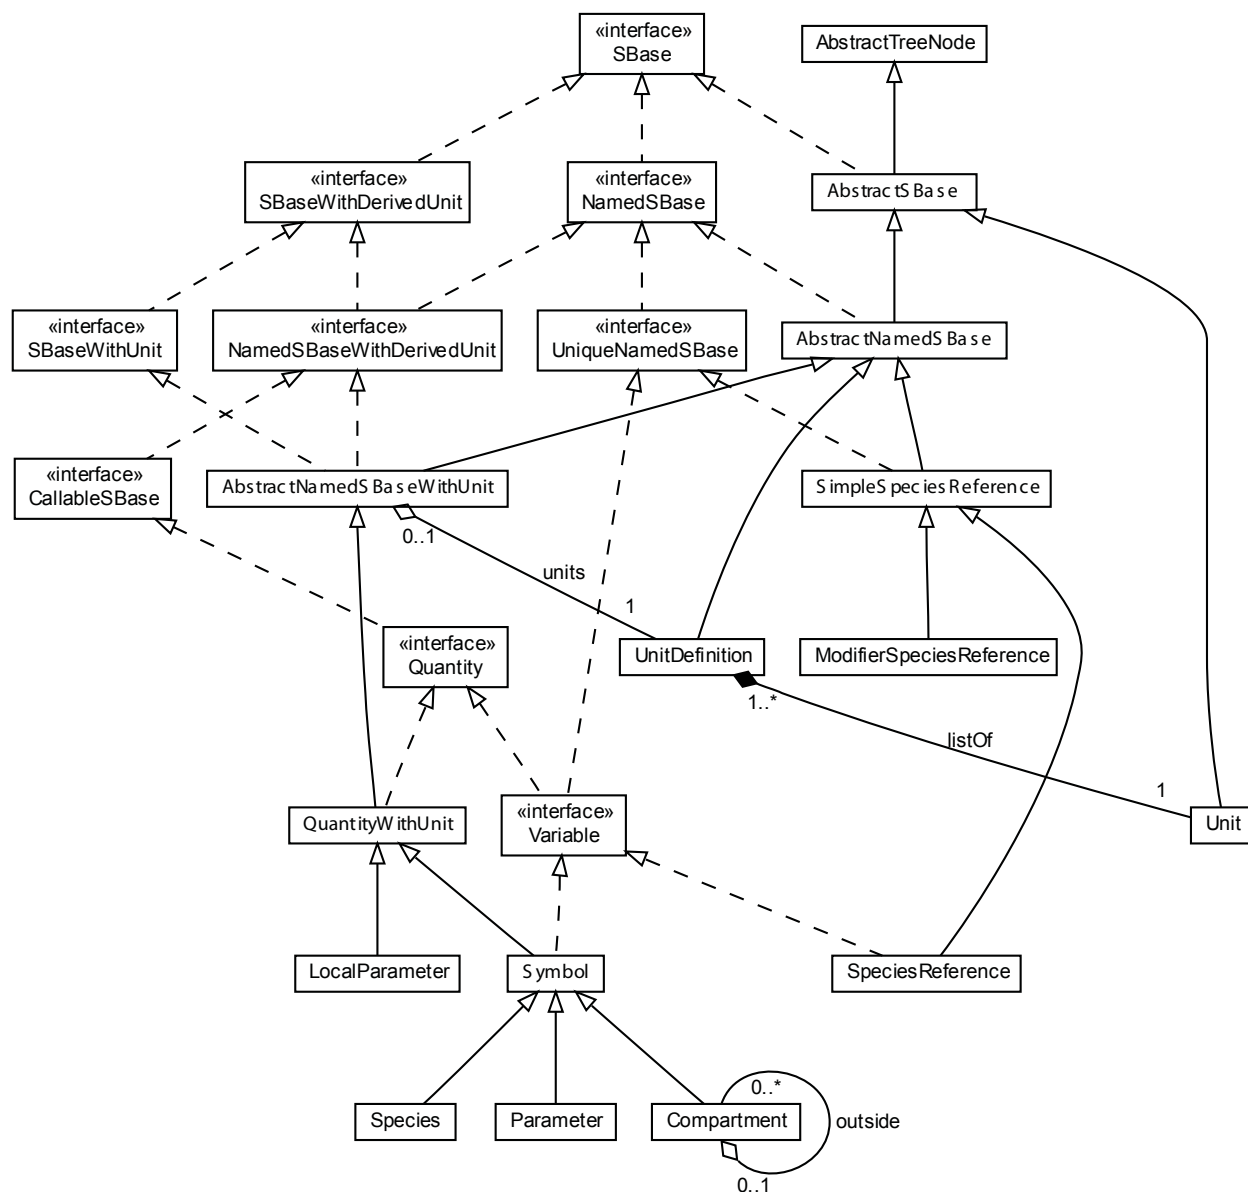 «interface»
SBase
AbstractTreeNode
«interface»
SBaseWithDerivedUnit
«interface»
NamedSBase
AbstractSBase
«interface»
SBaseWithUnit
«interface»
NamedSBaseWithDerivedUnit
«interface»
UniqueNamedSBase
AbstractNamedSBase
«interface»
CallableSBase
AbstractNamedSBaseWithUnit
SimpleSpeciesReference
0..1
units
1
«interface»
Quantity
UnitDefinition
ModifierSpeciesReference
1..*
listOf
1
QuantityWithUnit
«interface»
Variable
Unit
LocalParameter
Symbol
SpeciesReference
0..*
Species
Parameter
Compartment
outside
0..1